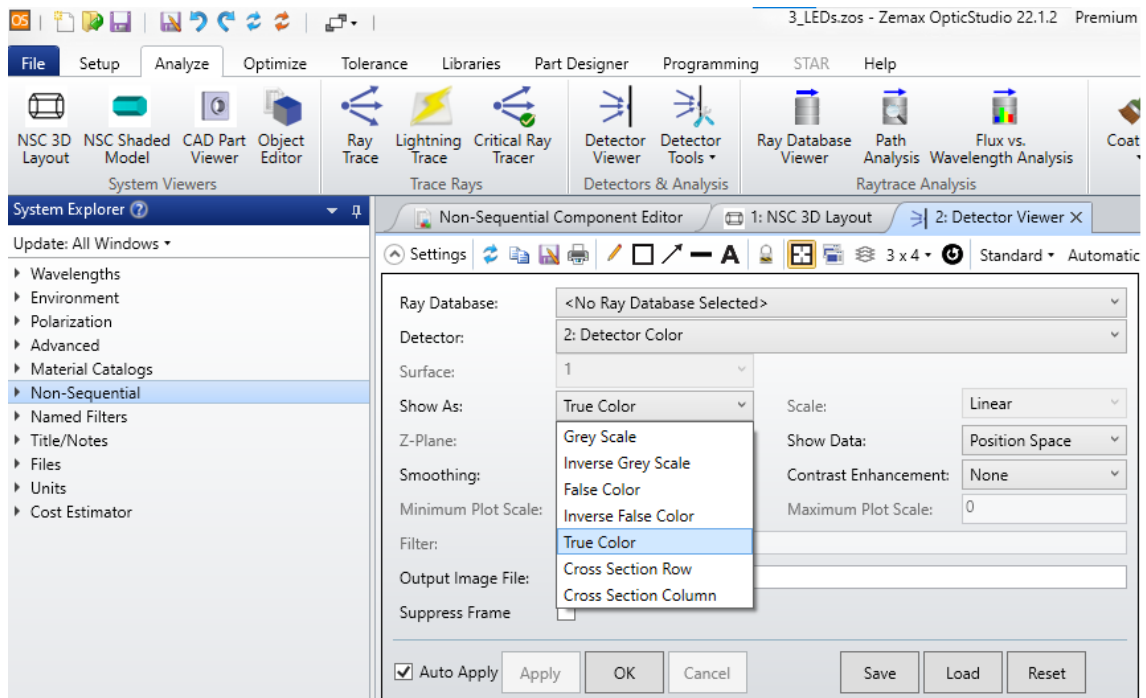 OS 3_LEDs.zos - Zemax OpticStudio 22.1.2 Premium
File Setup Analyze Optimize Tolerance Libraries Part Designer Programming STAR Help
NSC 3D NSC Shaded CAD Part Object Ray Lightning Critical Ray Detector Detector Ray Database Path Flux vs. Coat
Layout Model Viewer Editor Trace Trace Tracer Viewer Tools Viewer Analysis Wavelength Analysis
System Viewers Trace Rays Detectors & Analysis Raytrace Analysis
System Explorer ? Non-Sequential Component Editor 1: NSC 3D Layout 2: Detector Viewer X
Update: All Windows
Settings A 3 x 4 Standard Automatic
Wavelengths
Environment
Polarization
Advanced
Material Catalogs
Non-Sequential
Named Filters
Title/Notes
Files
Units
Cost Estimator
Ray Database: <No Ray Database Selected>
Detector: 2: Detector Color
Surface: 1
Show As: True Color Scale: Linear
Grey Scale
Inverse Grey Scale
False Color
Inverse False Color
True Color
Cross Section Row
Cross Section Column
Z-Plane: Show Data: Position Space
Smoothing: Contrast Enhancement: None
Minimum Plot Scale: Maximum Plot Scale: 0
Filter:
Output Image File:
Suppress Frame
Auto Apply Apply OK Cancel Save Load Reset